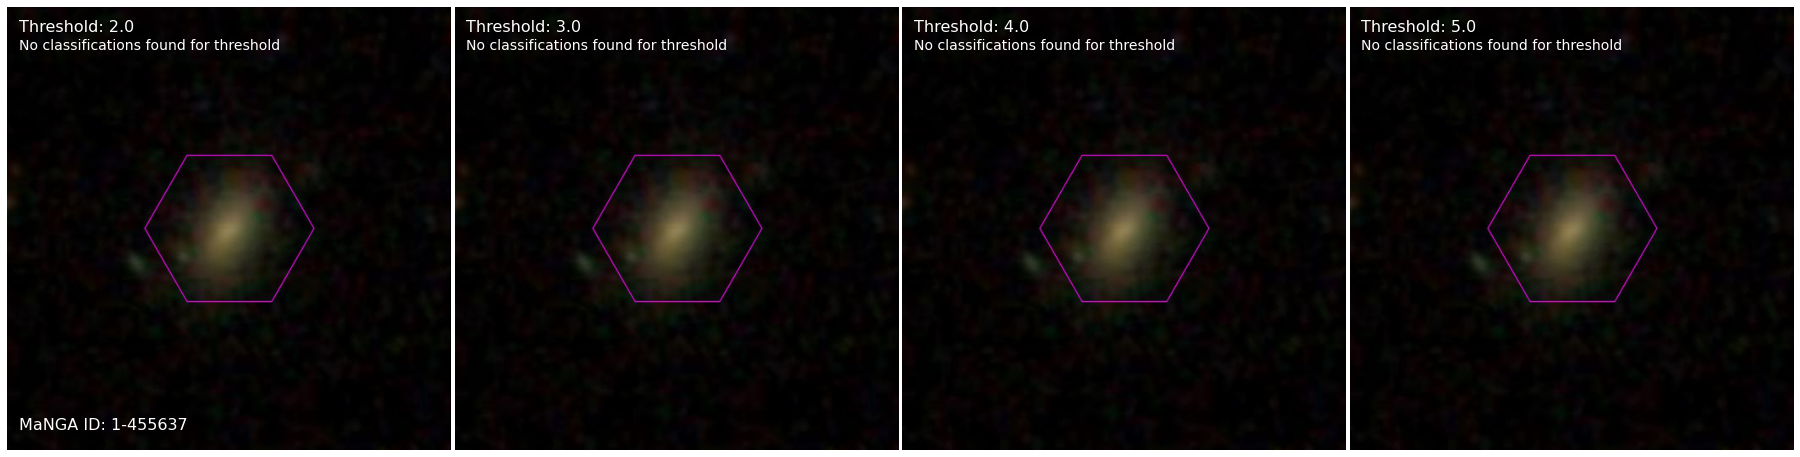 Threshold: 2.0
No classifications found for threshold
MaNGA ID: 1-455637
Threshold: 3.0
No classifications found for threshold
Threshold: 4.0
No classifications found for threshold
Threshold: 5.0
No classifications found for threshold